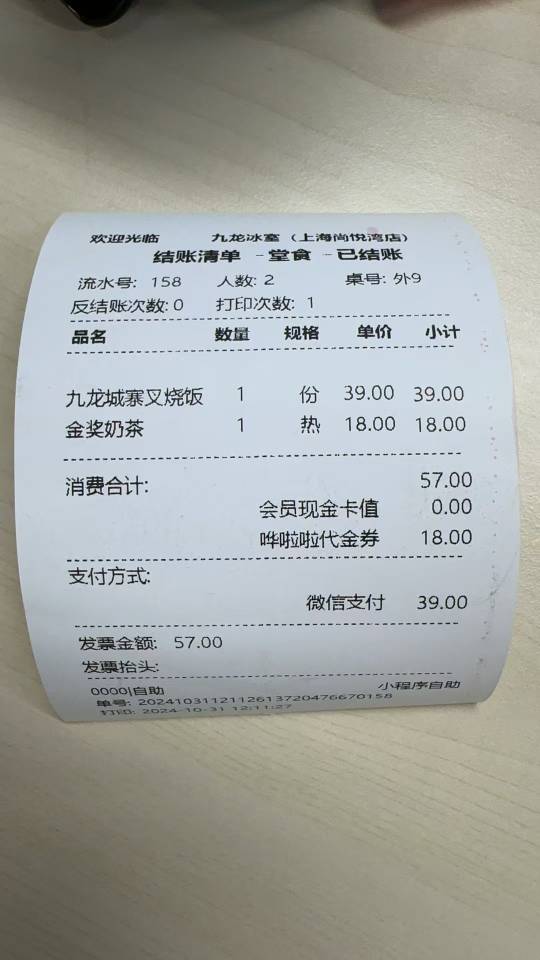 欢迎光临 九龙冰室（上海尚悦湾店）
结账清单 -堂食 -已结账
流水号: 158 人数: 2 桌号: 外9
反结账次数: 0 打印次数: 1
品名 数量 规格 单价 小计
九龙城寨叉烧饭 1 份 39.00 39.00
金奖奶茶 1 热 18.00 18.00
消费合计: 57.00
会员现金卡值 0.00
哗啦啦代金券 18.00
支付方式:
微信支付 39.00
发票金额: 57.00
发票抬头:
0000|自助 小程序自助
单号: 2024103112112613720476670158
打印: 2024-10-31 12:11:27